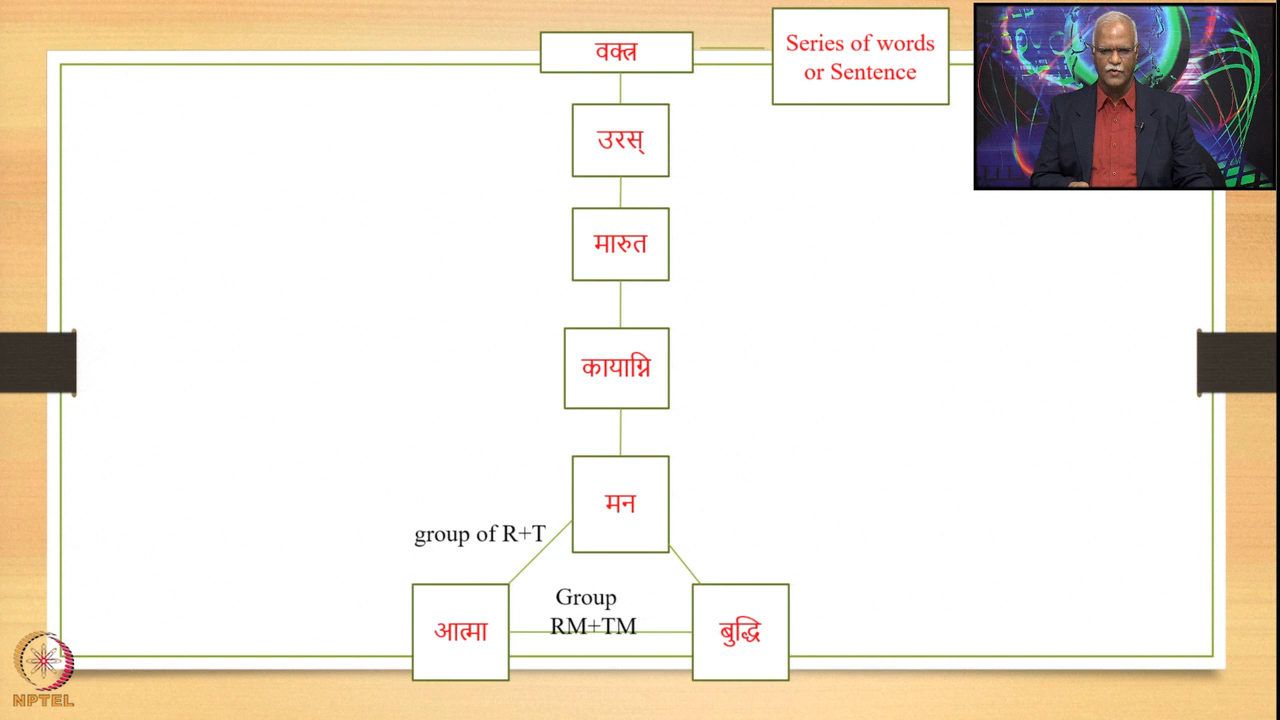 वक्त्र
Series of words
or Sentence
उरस्
मारुत
कायाग्नि
मन
group of R+T
Group
RM+TM
आत्मा
बुद्धि
NPTEL